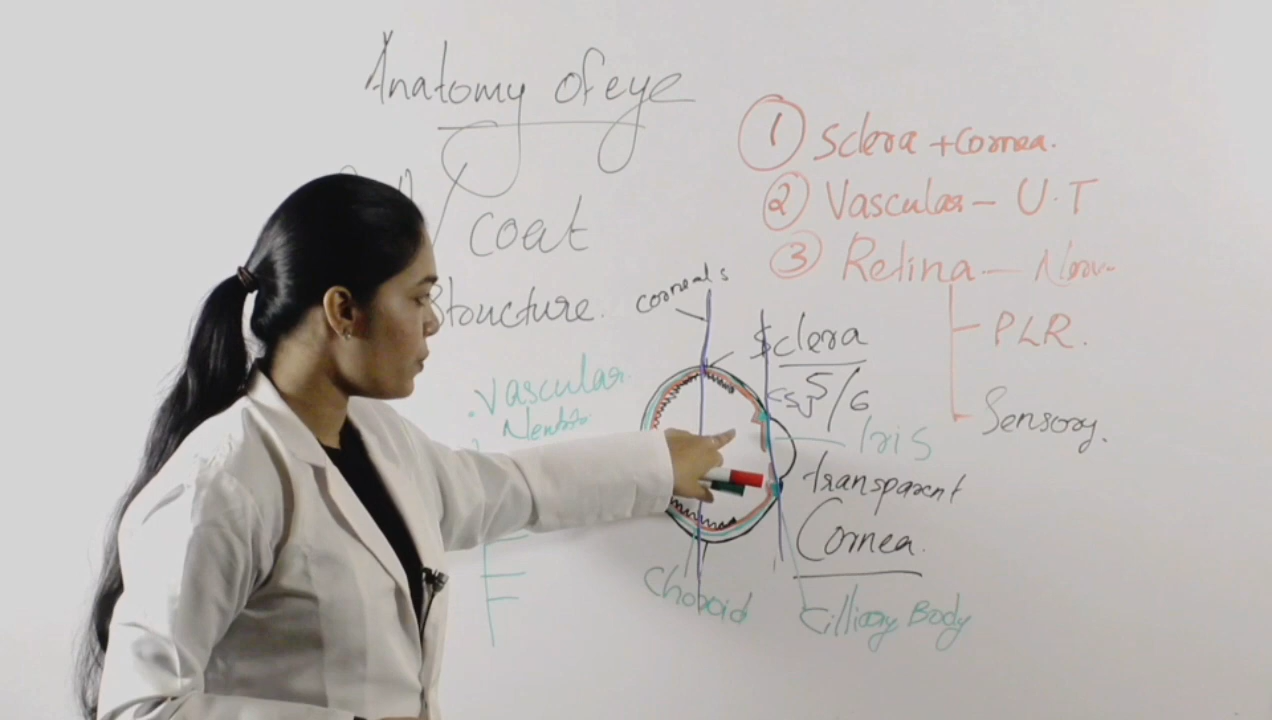 Anatomy of eye
coat
Structure.
① Sclera + Cornea.
② Vascular - U.T
③ Retina - Nerv-
PLR.
Sensory.
Sclera
5/6
Iris
transparent
Cornea.
Cilliary Body
Choroid
.Vascular.